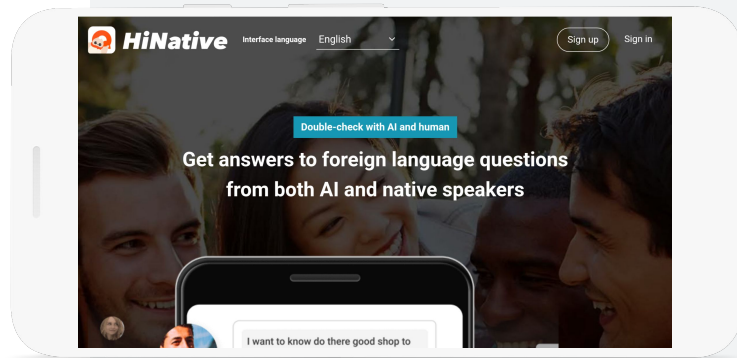 HiNative
Interface language
English
Sign up
Sign in
Double-check with AI and human
Get answers to foreign language questions
from both AI and native speakers
I want to know do there good shop to